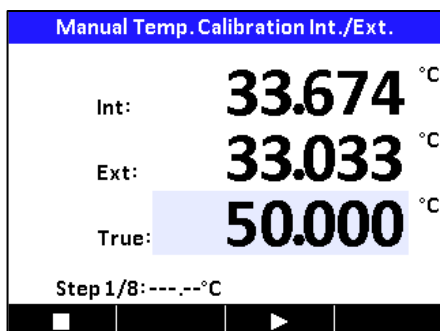 Manual Temp. Calibration Int./Ext.
Int: 33.674 °C
Ext: 33.033 °C
True: 50.000 °C
Step 1/8:---.--°C